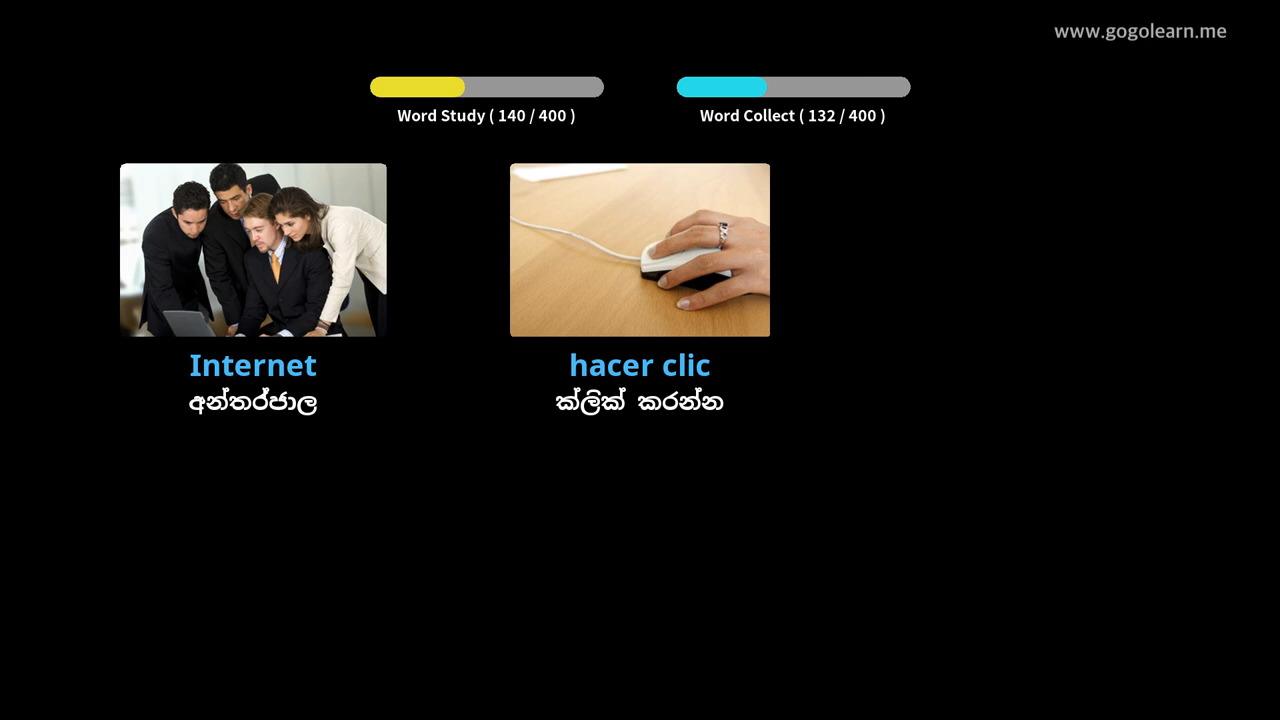 www.gogolearn.me
Word Study ( 140 / 400 )
Word Collect ( 132 / 400 )
Internet
අන්තර්ජාල
hacer clic
ක්ලික් කරන්න